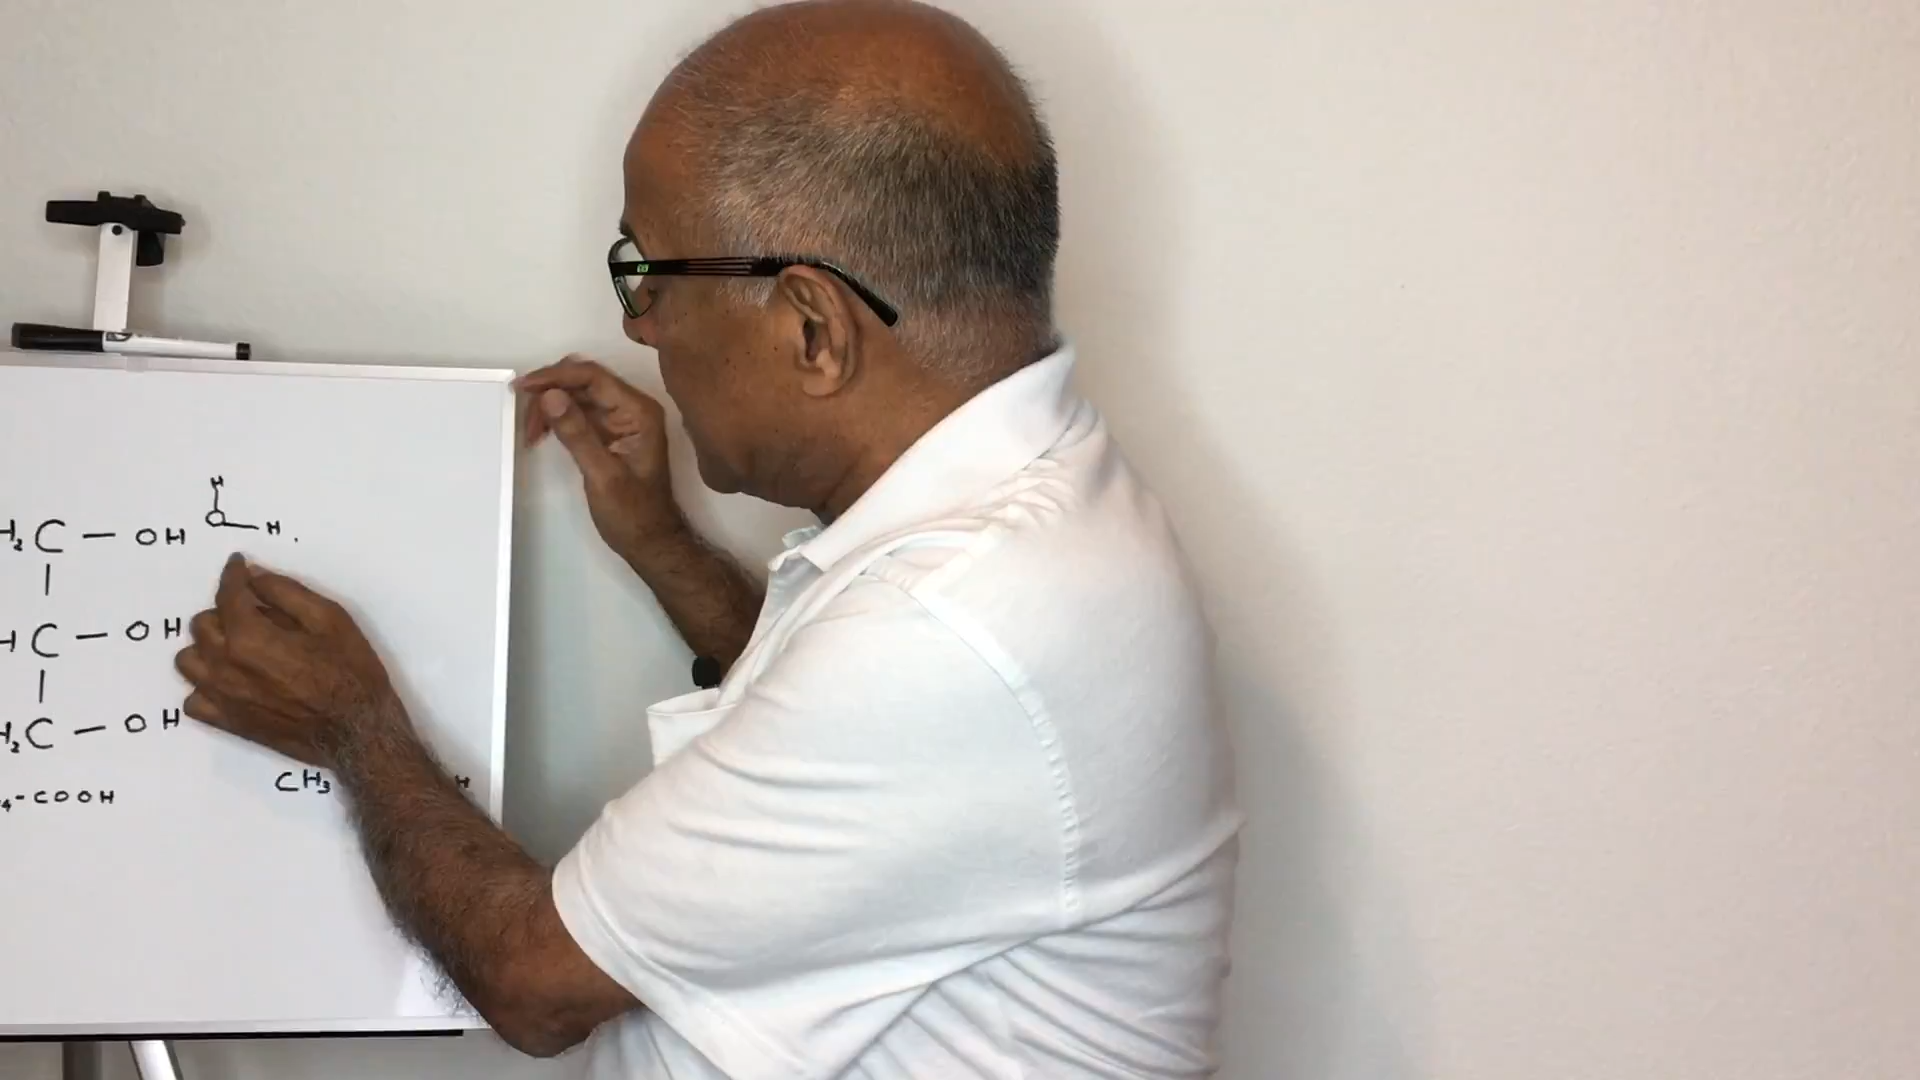 H
O H
H₂C — OH
HC — OH
H₂C — OH
CH₃ H
₄-COOH